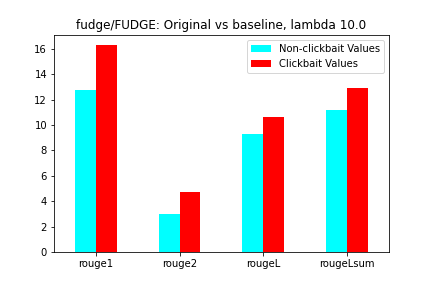 fudge/FUDGE: Original vs baseline, lambda 10.0
Non-clickbait Values
Clickbait Values
16
14
12
10
8
6
4
2
0
rouge1 rouge2 rougeL rougeLsum